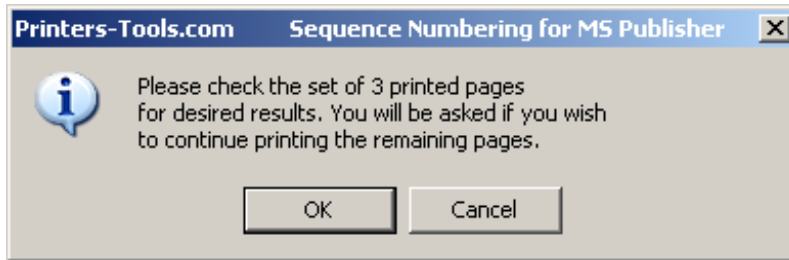 Printers-Tools.com Sequence Numbering for MS Publisher
Please check the set of 3 printed pages
for desired results. You will be asked if you wish
to continue printing the remaining pages.
OK Cancel